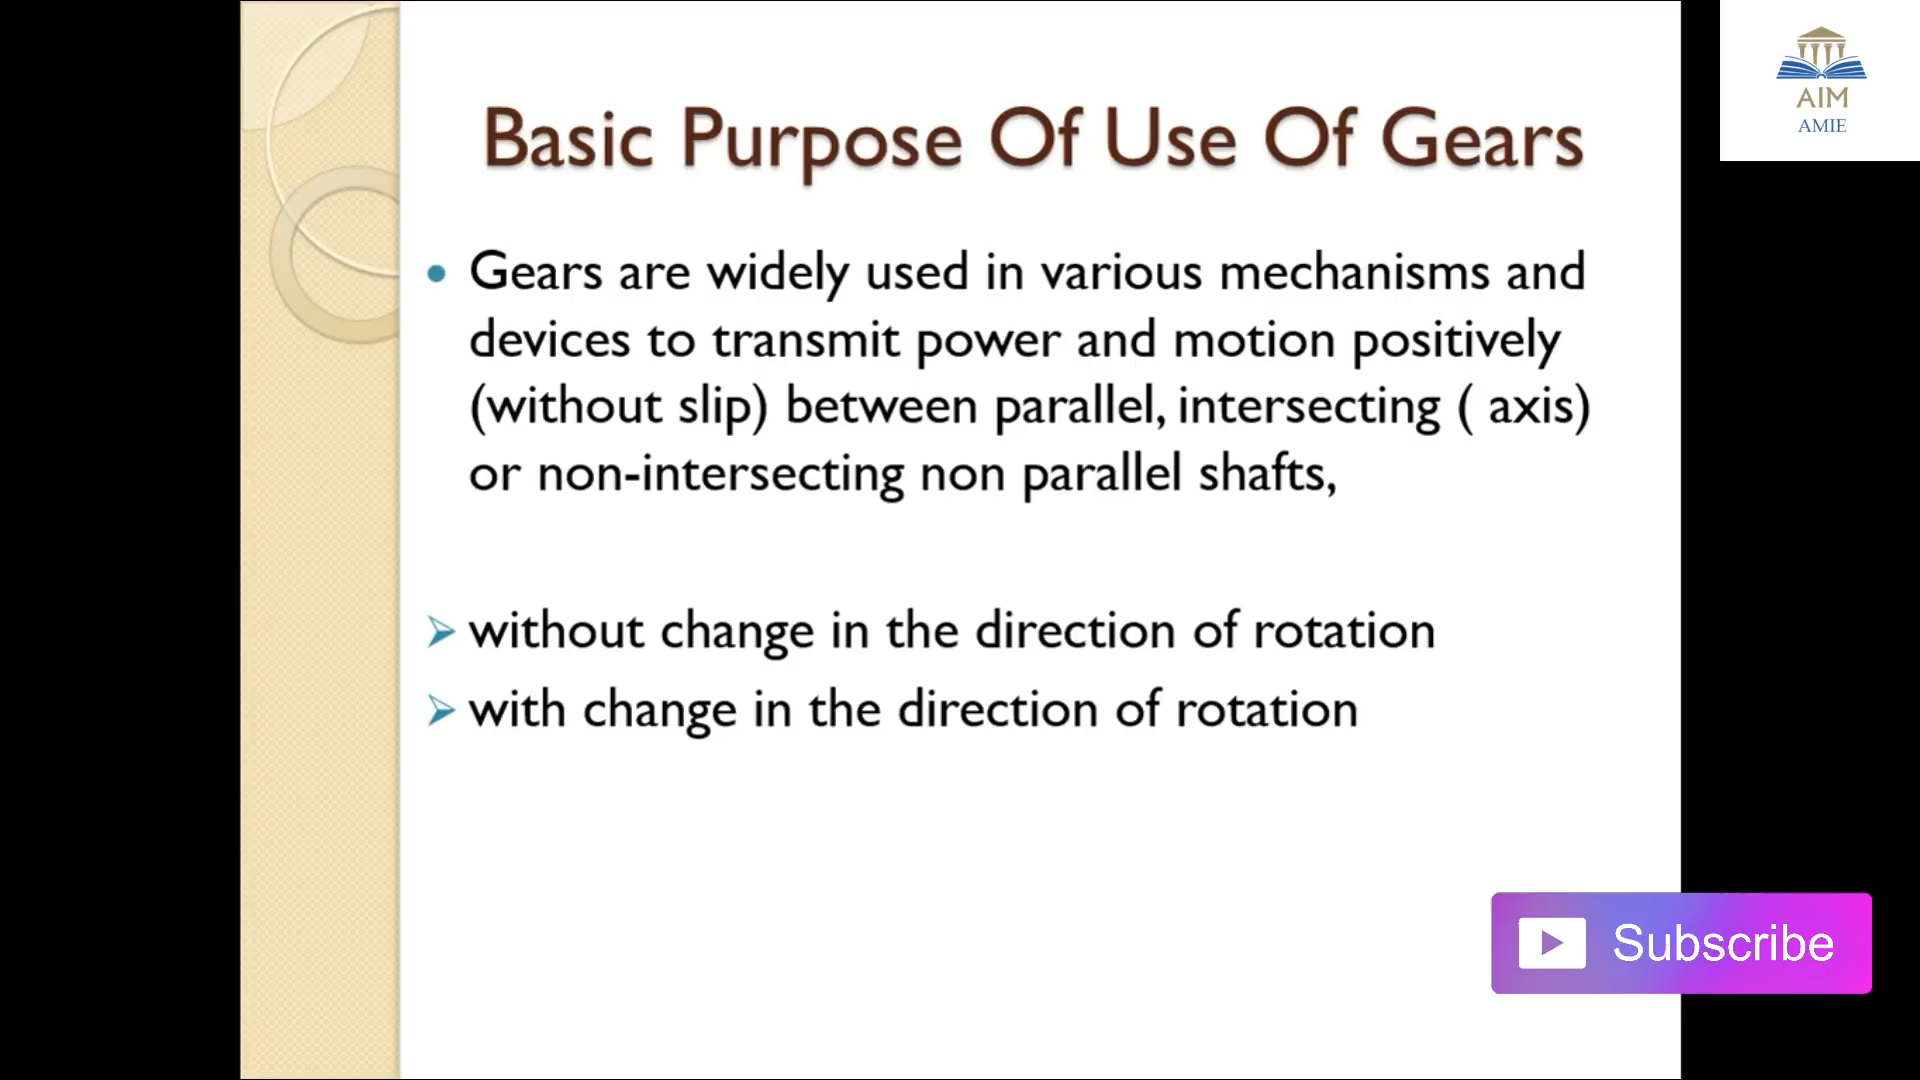 Basic Purpose Of Use Of Gears
AIM
AMIE
• Gears are widely used in various mechanisms and
devices to transmit power and motion positively
(without slip) between parallel, intersecting ( axis)
or non-intersecting non parallel shafts,
➢ without change in the direction of rotation
➢ with change in the direction of rotation
Subscribe